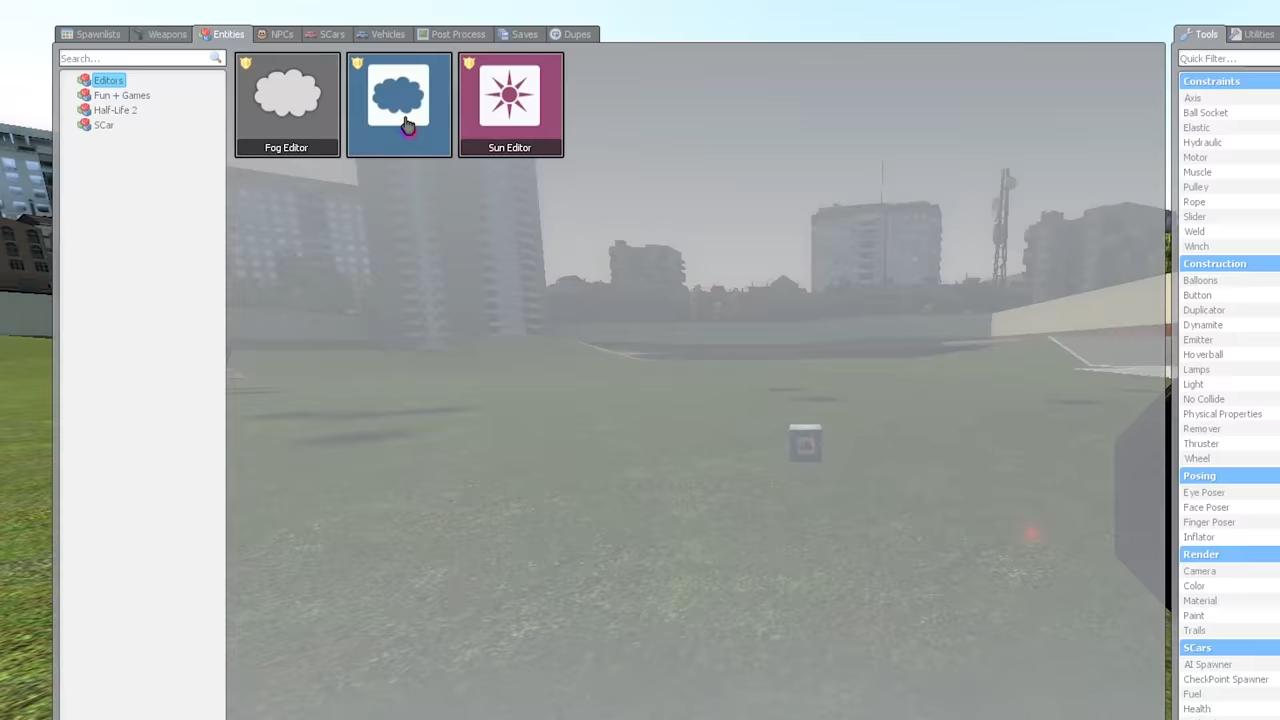 Spawnlists Weapons Entities NPCs SCars Vehicles Post Process Saves Dupes
Search...
Editors
Fun + Games
Half-Life 2
SCar
Fog Editor
Sun Editor
Tools Utilities
Quick Filter...
Constraints
Axis
Ball Socket
Elastic
Hydraulic
Motor
Muscle
Pulley
Rope
Slider
Weld
Winch
Construction
Balloons
Button
Duplicator
Dynamite
Emitter
Hoverball
Lamps
Light
No Collide
Physical Properties
Remover
Thruster
Wheel
Posing
Eye Poser
Face Poser
Finger Poser
Inflator
Render
Camera
Color
Material
Paint
Trails
SCars
AI Spawner
CheckPoint Spawner
Fuel
Health